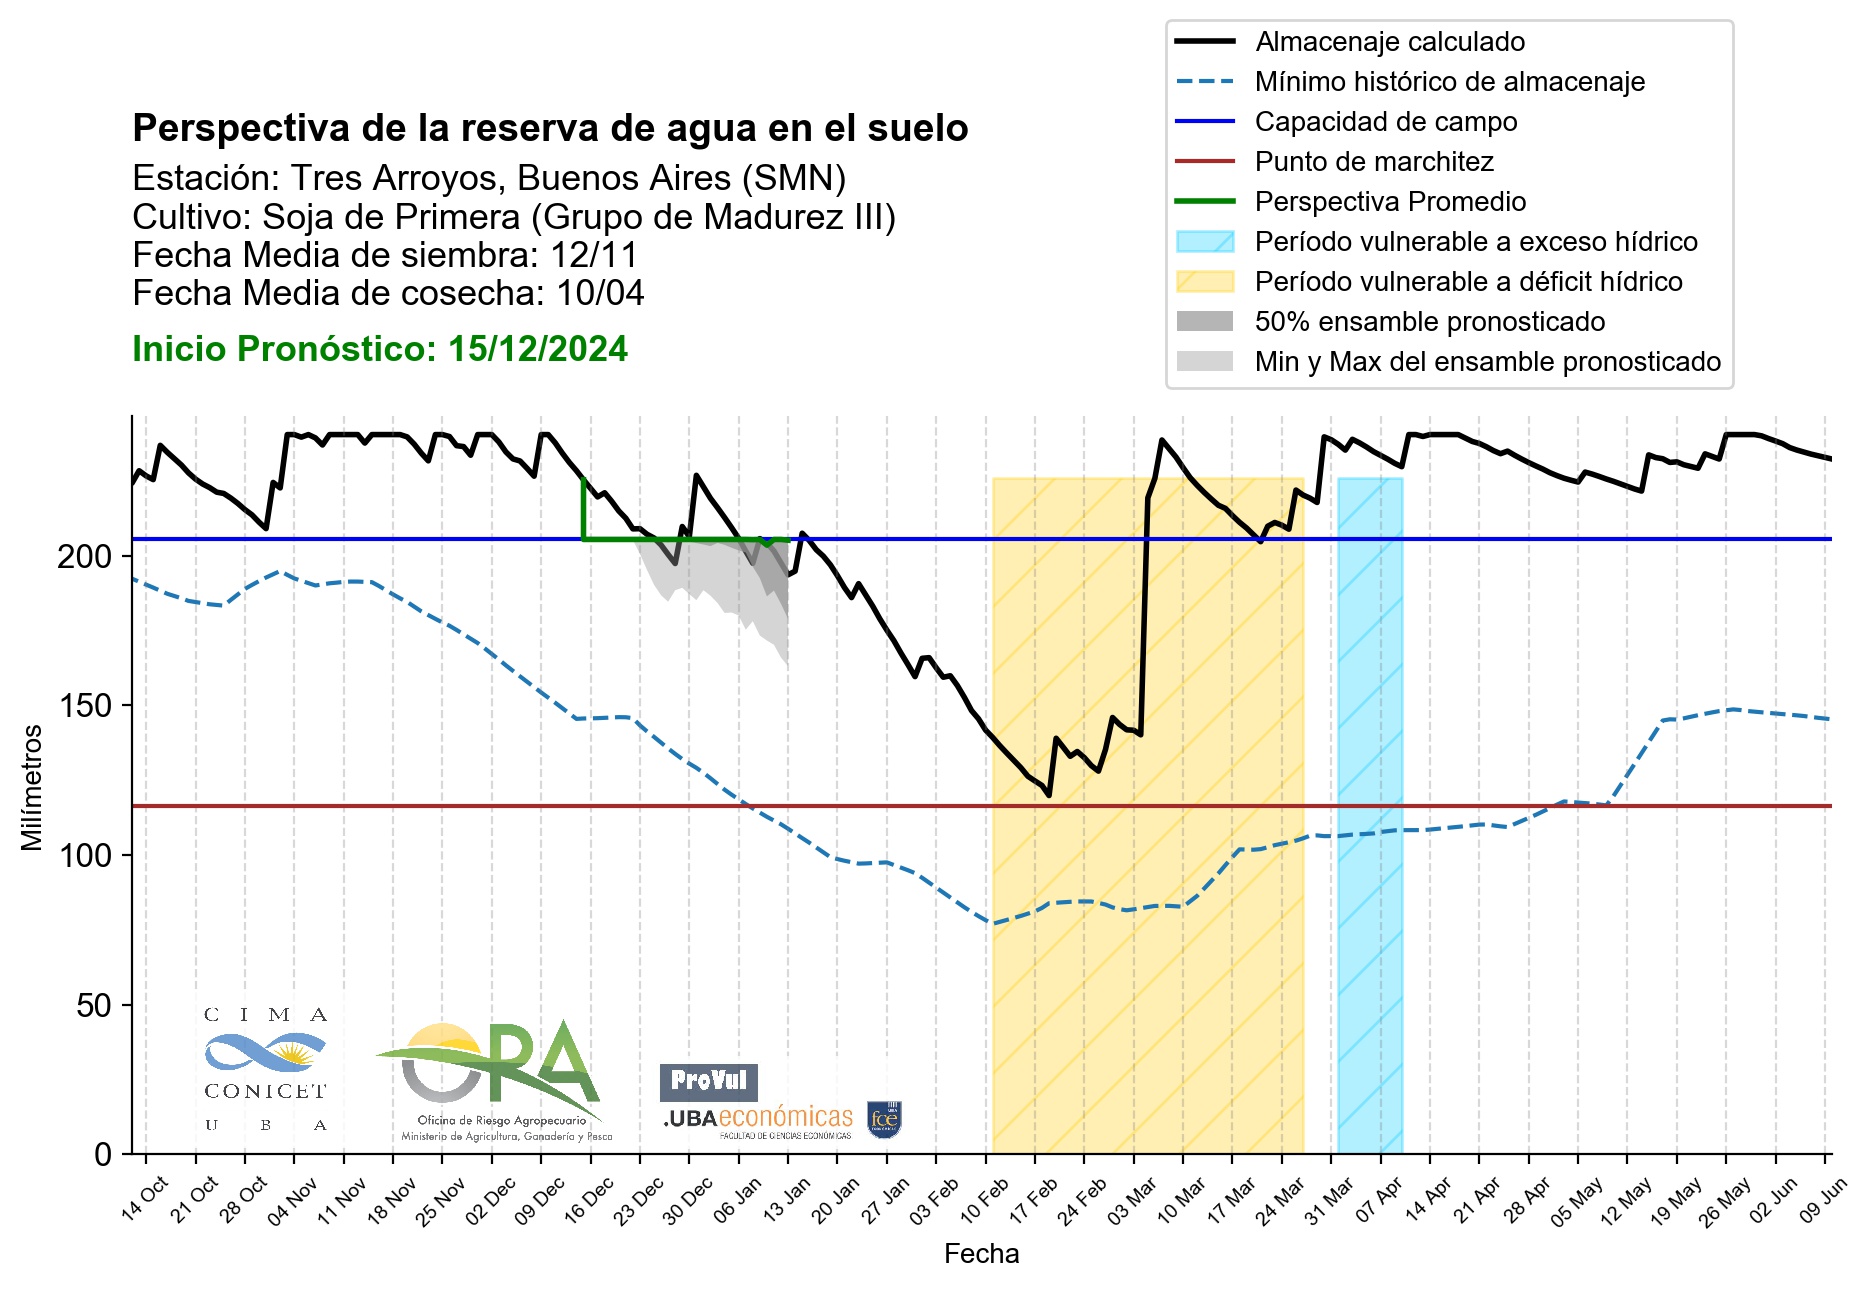 Almacenaje calculado
Mínimo histórico de almacenaje
Capacidad de campo
Punto de marchitez
Perspectiva Promedio
Período vulnerable a exceso hídrico
Período vulnerable a déficit hídrico
50% ensamble pronosticado
Min y Max del ensamble pronosticado
Perspectiva de la reserva de agua en el suelo
Estación: Tres Arroyos, Buenos Aires (SMN)
Cultivo: Soja de Primera (Grupo de Madurez III)
Fecha Media de siembra: 12/11
Fecha Media de cosecha: 10/04
Inicio Pronóstico: 15/12/2024
Milímetros
200
150
100
50
0
CIMA
CONICET
UBA
ORA
Oficina de Riesgo Agropecuario
Ministerio de Agricultura, Ganadería y Pesca
ProVul
.UBAeconómicas
FACULTAD DE CIENCIAS ECONÓMICAS
UBA
fce
ECONÓMICAS
14 Oct
21 Oct
28 Oct
04 Nov
11 Nov
18 Nov
25 Nov
02 Dec
09 Dec
16 Dec
23 Dec
30 Dec
06 Jan
13 Jan
20 Jan
27 Jan
03 Feb
10 Feb
17 Feb
24 Feb
03 Mar
10 Mar
17 Mar
24 Mar
31 Mar
07 Apr
14 Apr
21 Apr
28 Apr
05 May
12 May
19 May
26 May
02 Jun
09 Jun
Fecha